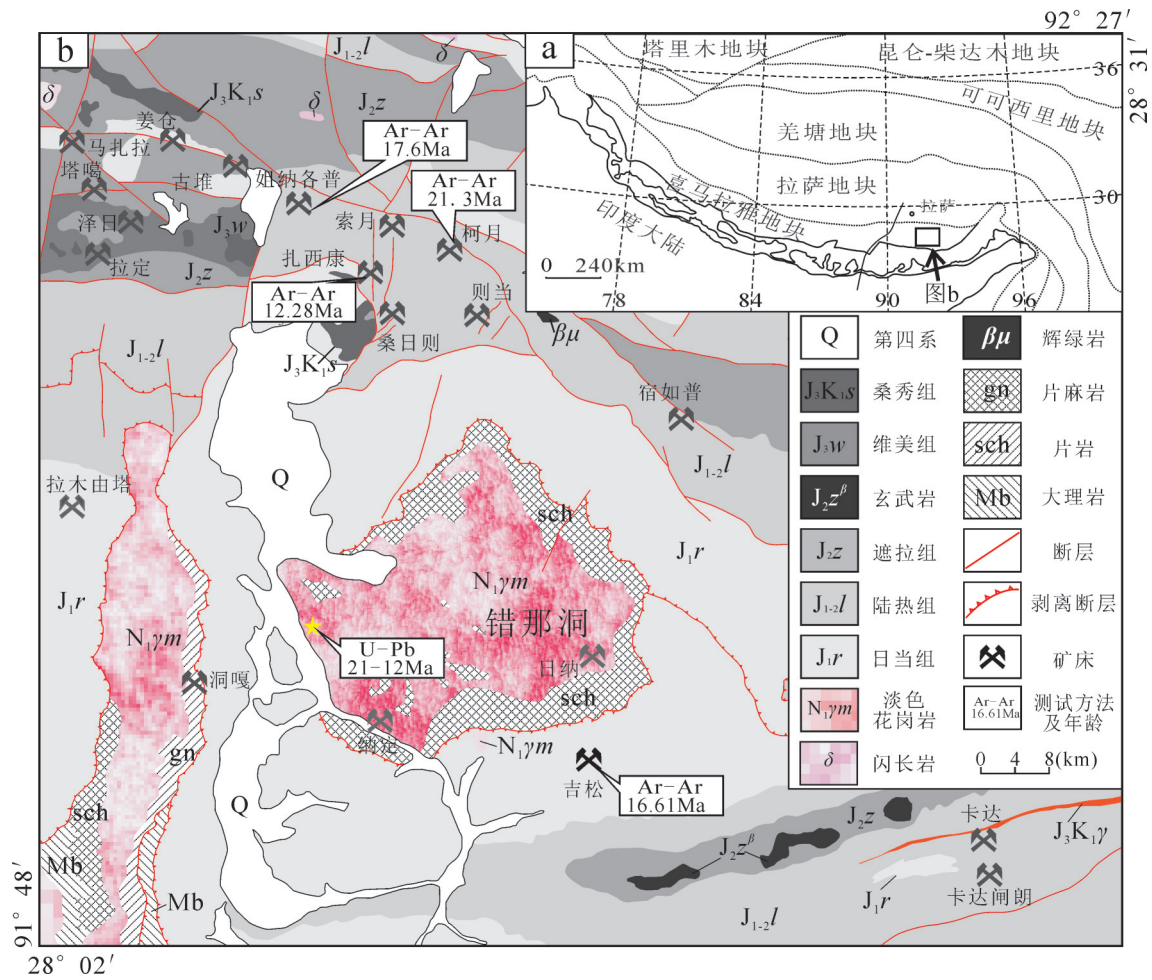 92° 27′
28° 31′
b
J₁₋₂l
δ
δ
J₃K₁s
δ
J₂z
姜仓
马扎拉
Ar-Ar
17.6Ma
塔噶
古堆
姐纳各普
Ar-Ar
21.3Ma
泽日
J₃w
索月
柯月
拉定
J₂z
扎西康
Ar-Ar
12.28Ma
则当
桑日则
J₃K₁s
βμ
J₁₋₂l
宿如普
J₁₋₂l
拉木由塔
Q
sch
J₁r
J₁r
N₁γm
N₁γm
错那洞
U-Pb
21-12Ma
日纳
洞嘎
sch
纳定
N₁γm
gn
吉松
Ar-Ar
16.61Ma
Q
sch
Mb
Mb
J₂zᵝ
J₂z
卡达
J₃K₁γ
J₁r
卡达闸朗
J₁₋₂l
91° 48′
28° 02′
a
塔里木地块
昆仑-柴达木地块
36
可可西里地块
羌塘地块
拉萨地块
30
喜马拉雅地块
拉萨
印度大陆
0 240km
图b
78
84
90
96
Q 第四系
βμ 辉绿岩
J₃K₁s 桑秀组
gn 片麻岩
J₃w 维美组
sch 片岩
J₂zᵝ 玄武岩
Mb 大理岩
J₂z 遮拉组
断层
J₁₋₂l 陆热组
剥离断层
J₁r 日当组
矿床
N₁γm 淡色
花岗岩
Ar-Ar
16.61Ma
测试方法
及年龄
δ 闪长岩
0 4 8(km)